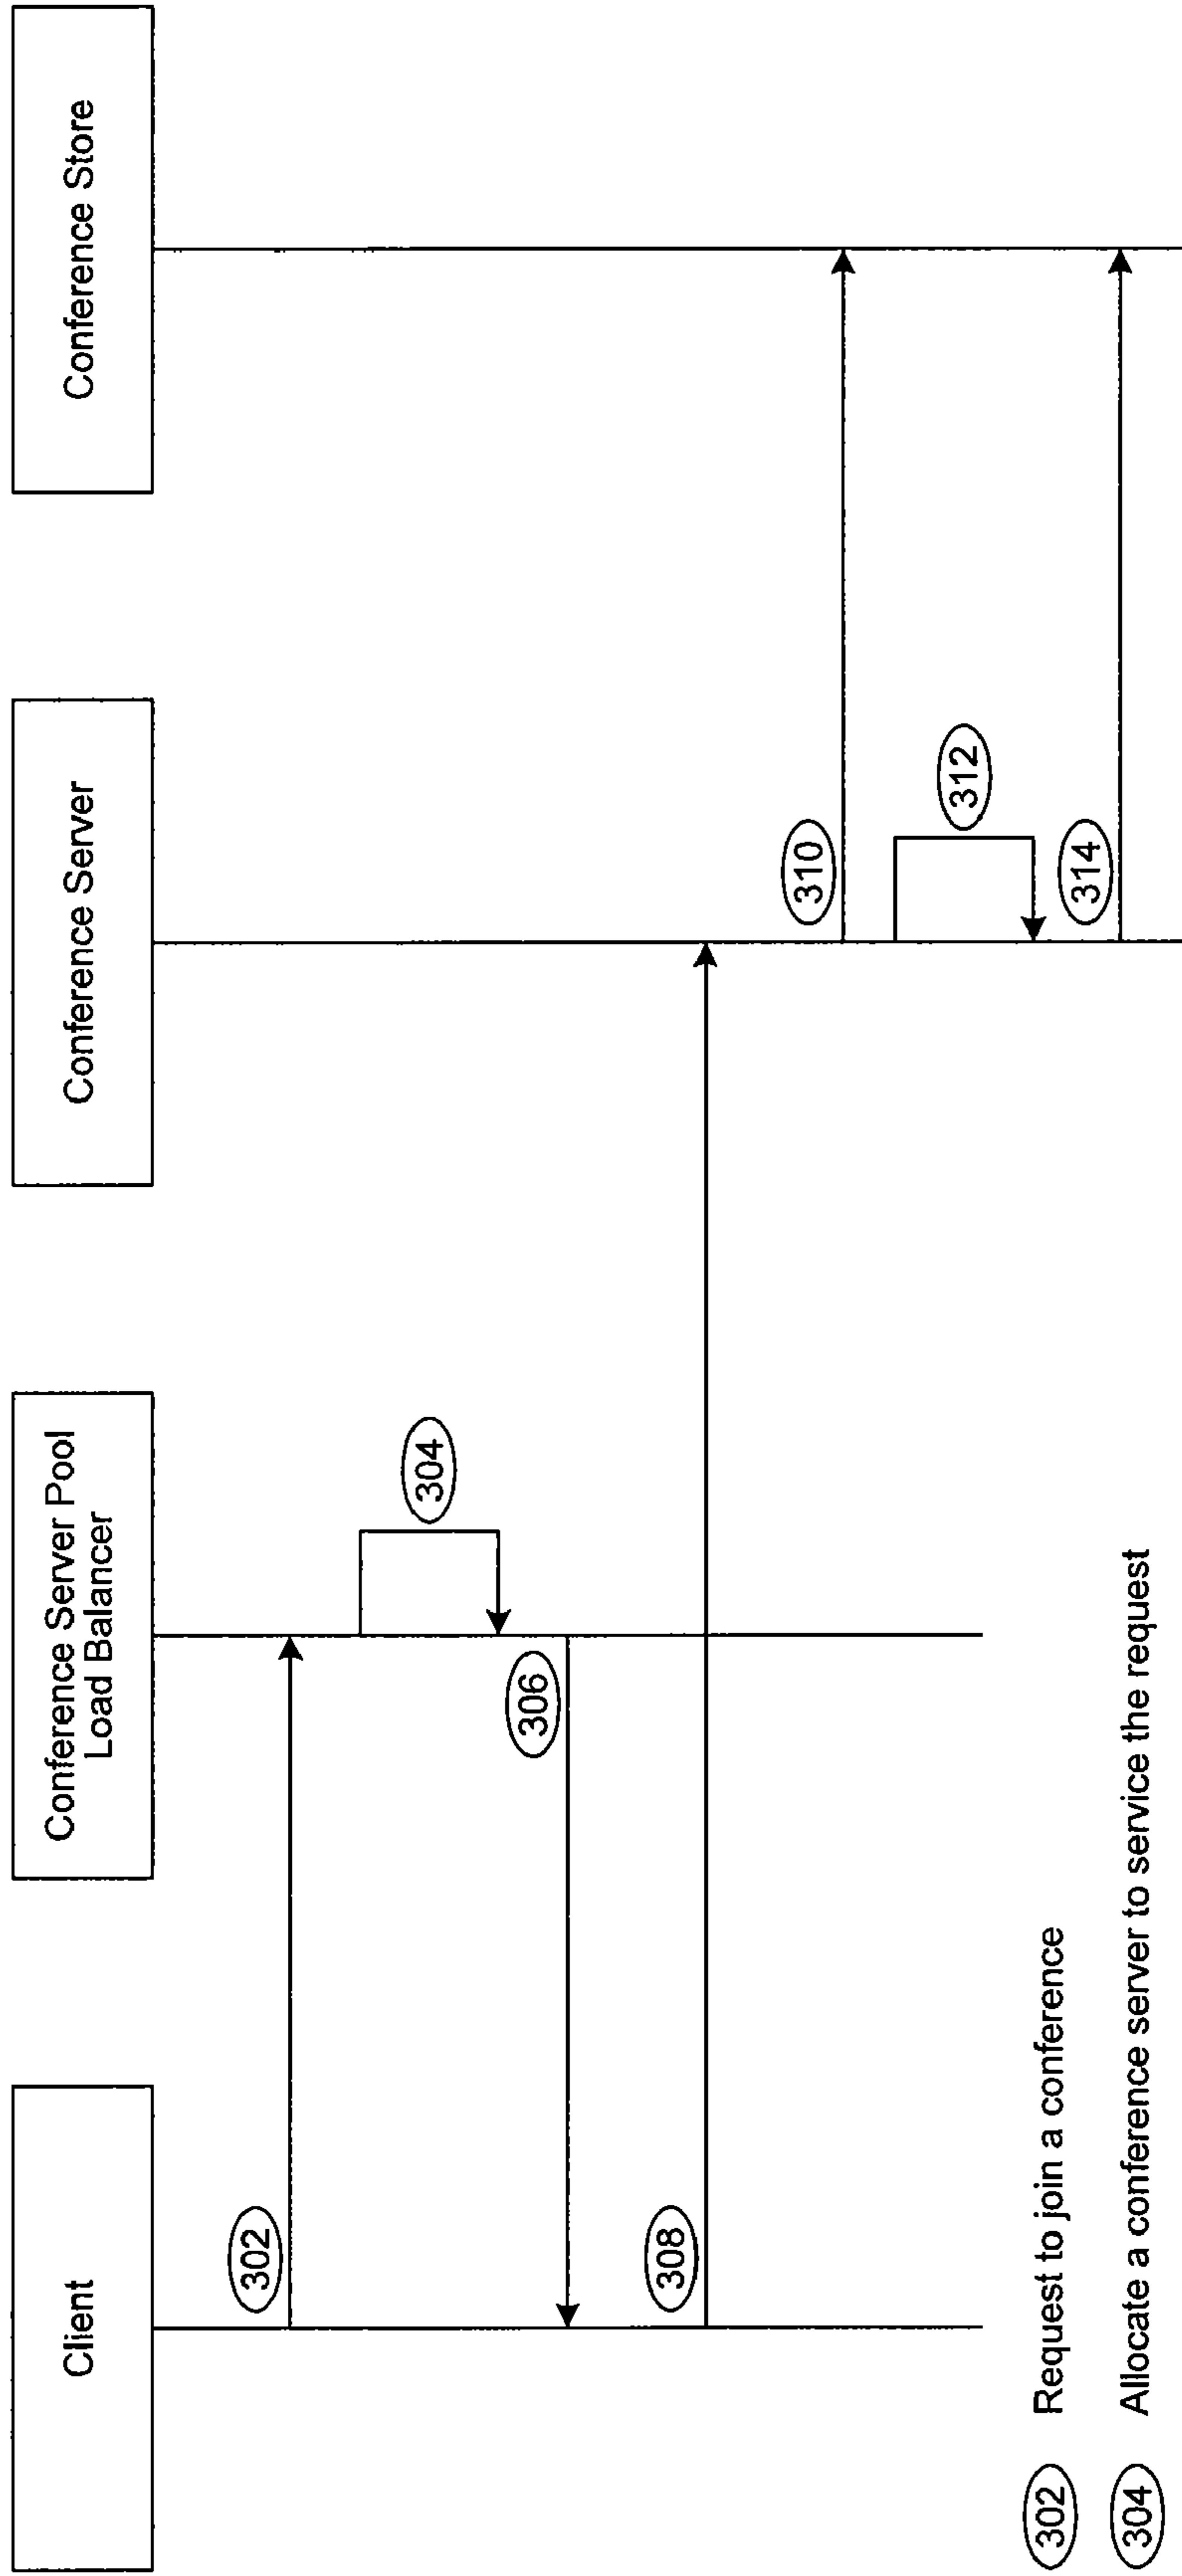 Client
Conference Server Pool
Load Balancer
Conference Server
Conference Store
302
304
306
308
310
312
314
302 Request to join a conference
304 Allocate a conference server to service the request